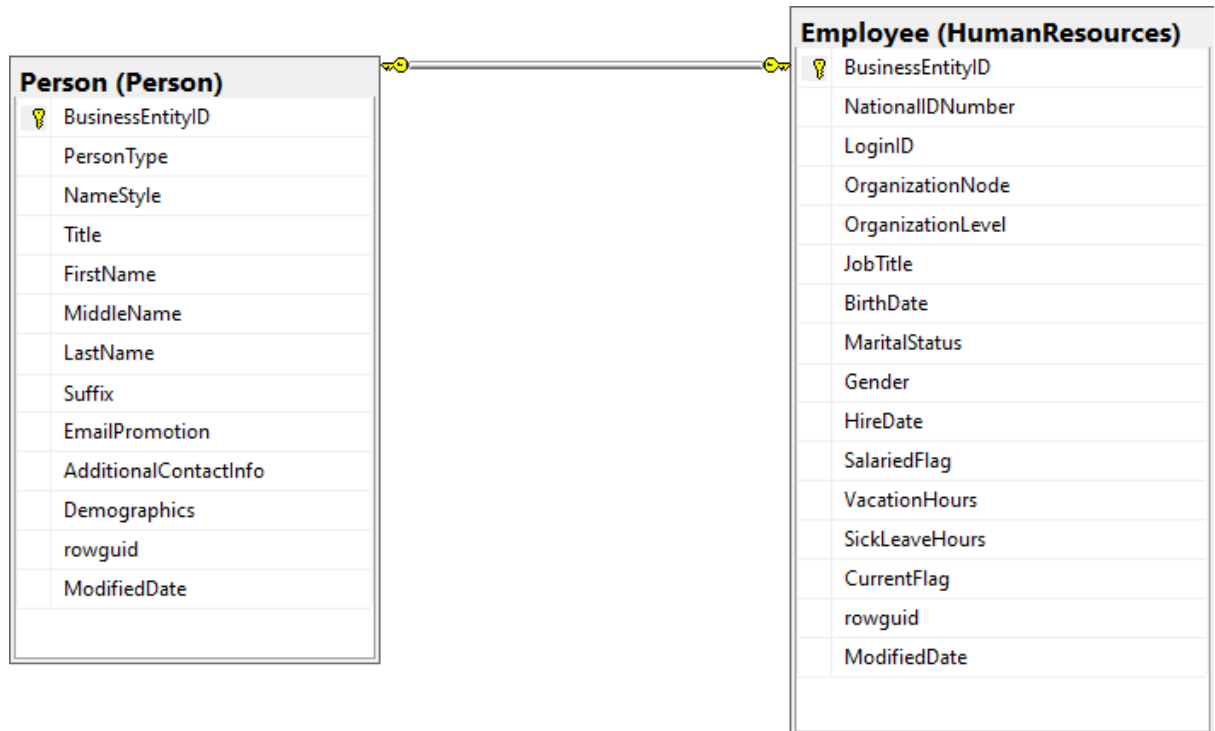 Person (Person)
BusinessEntityID
PersonType
NameStyle
Title
FirstName
MiddleName
LastName
Suffix
EmailPromotion
AdditionalContactInfo
Demographics
rowguid
ModifiedDate
Employee (HumanResources)
BusinessEntityID
NationalIDNumber
LoginID
OrganizationNode
OrganizationLevel
JobTitle
BirthDate
MaritalStatus
Gender
HireDate
SalariedFlag
VacationHours
SickLeaveHours
CurrentFlag
rowguid
ModifiedDate